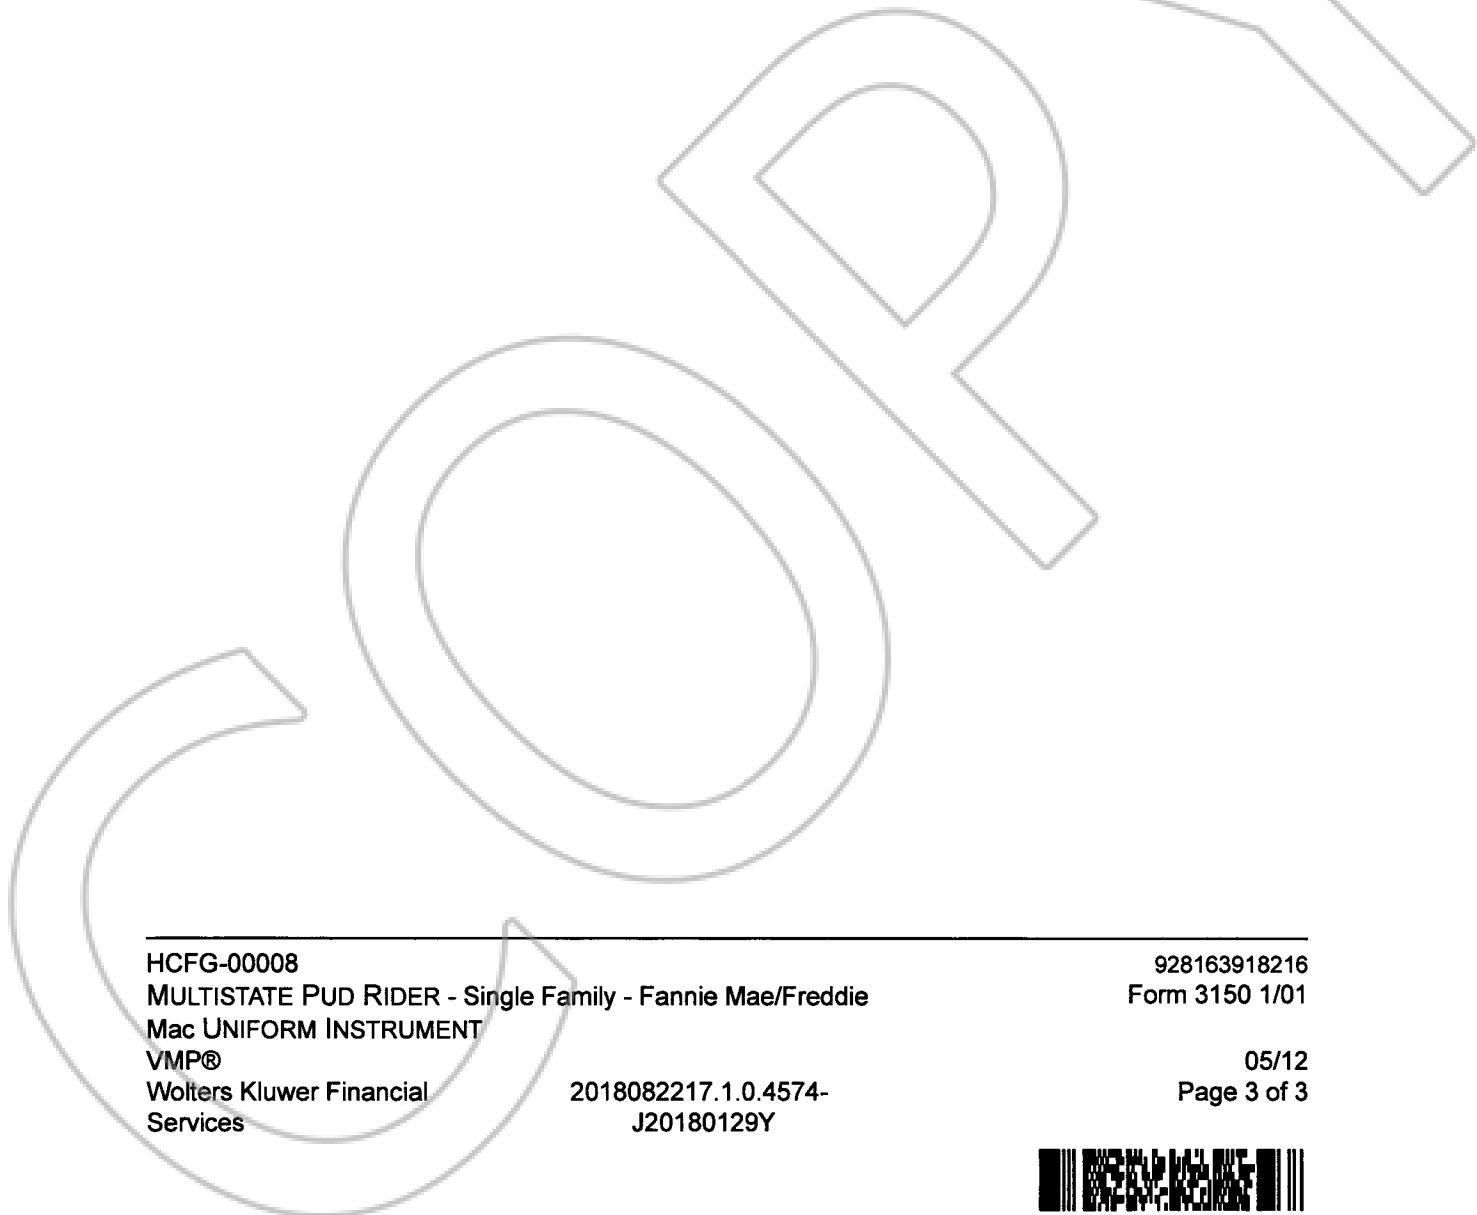 COPY
HCFG-00008 928163918216
MULTISTATE PUD RIDER - Single Family - Fannie Mae/Freddie Form 3150 1/01
Mac UNIFORM INSTRUMENT
VMP® 05/12
Wolters Kluwer Financial 2018082217.1.0.4574- Page 3 of 3
Services J20180129Y